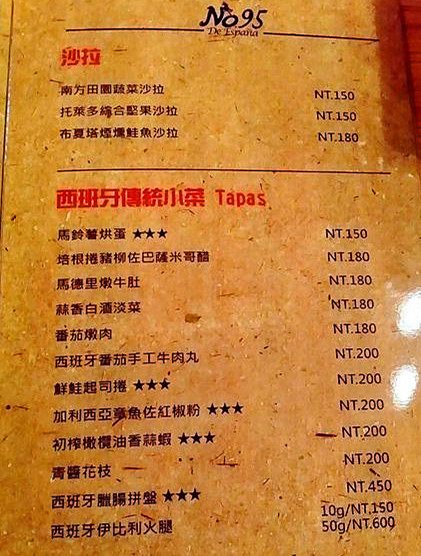 No95
De España
沙拉
南方田園蔬菜沙拉 NT.150
托萊多綜合堅果沙拉 NT.150
布夏塔煙燻鮭魚沙拉 NT.180
西班牙傳統小菜 Tapas
馬鈴薯烘蛋 ★★★ NT.150
培根捲豬柳佐巴薩米哥醋 NT.180
馬德里燉牛肚 NT.180
蒜香白酒淡菜 NT.180
番茄燉肉 NT.180
西班牙番茄手工牛肉丸 NT.200
鮮鮭起司捲 ★★★ NT.200
加利西亞章魚佐紅椒粉 ★★★ NT.200
初榨橄欖油香蒜蝦 ★★★ NT.200
青醬花枝 NT.200
西班牙臘腸拼盤 ★★★ NT.450
西班牙伊比利火腿 10g/NT.150
50g/NT.600